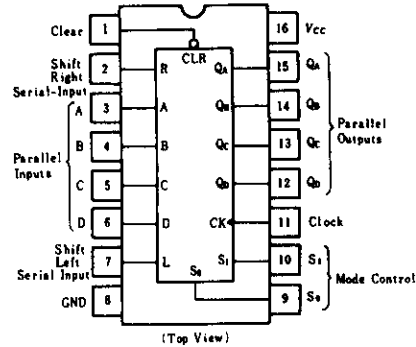 Clear 1 16 VCC
CLR
Shift Right Serial-Input 2 R QA 15 QA
A 3 A QB 14 QB
Parallel Inputs
Parallel Outputs
B 4 B QC 13 QC
C 5 C QD 12 QD
D 6 D CK 11 Clock
Shift Left Serial Input 7 L S1 10 S1
Mode Control
GND 8 S0 9 S0
(Top View)